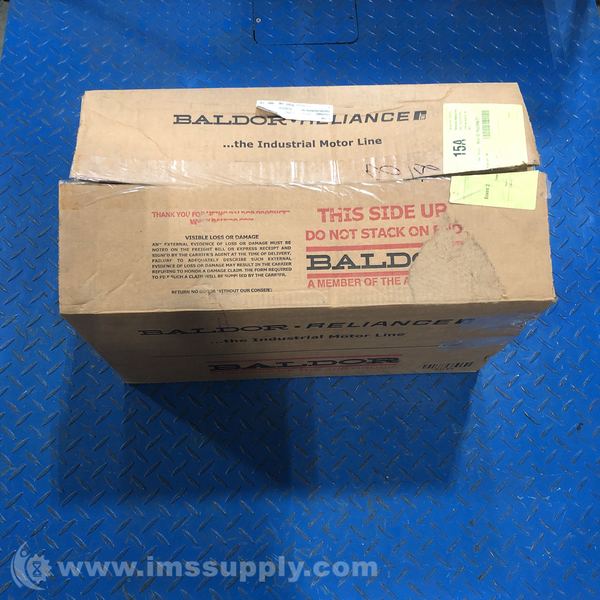 BALDOR • RELIANCE
...the Industrial Motor Line
15A
THANK YOU FOR
VISIBLE LOSS OR DAMAGE
ANY EXTERNAL EVIDENCE OF LOSS OR DAMAGE MUST BE
NOTED ON THE FREIGHT BILL OR EXPRESS RECEIPT AND
SIGNED BY THE CARRIER'S AGENT AT THE TIME OF DELIVERY,
FAILURE TO ADEQUATELY DESCRIBE SUCH EXTERNAL
EVIDENCE OF LOSS OR DAMAGE MAY RESULT IN THE CARRIER
REFUSING TO HONOR A DAMAGE CLAIM. THE FORM REQUIRED
TO FILE SUCH A CLAIM WILL BE SUPPLIED BY THE CARRIER.
RETURN NO GOODS WITHOUT OUR CONSENT
THIS SIDE UP
DO NOT STACK ON END
BALDOR
A MEMBER OF THE A
BALDOR • RELIANCE
...the Industrial Motor Line
BALDOR
www.imssupply.com